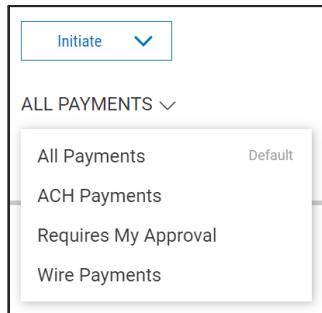 Initiate
ALL PAYMENTS
All Payments Default
ACH Payments
Requires My Approval
Wire Payments